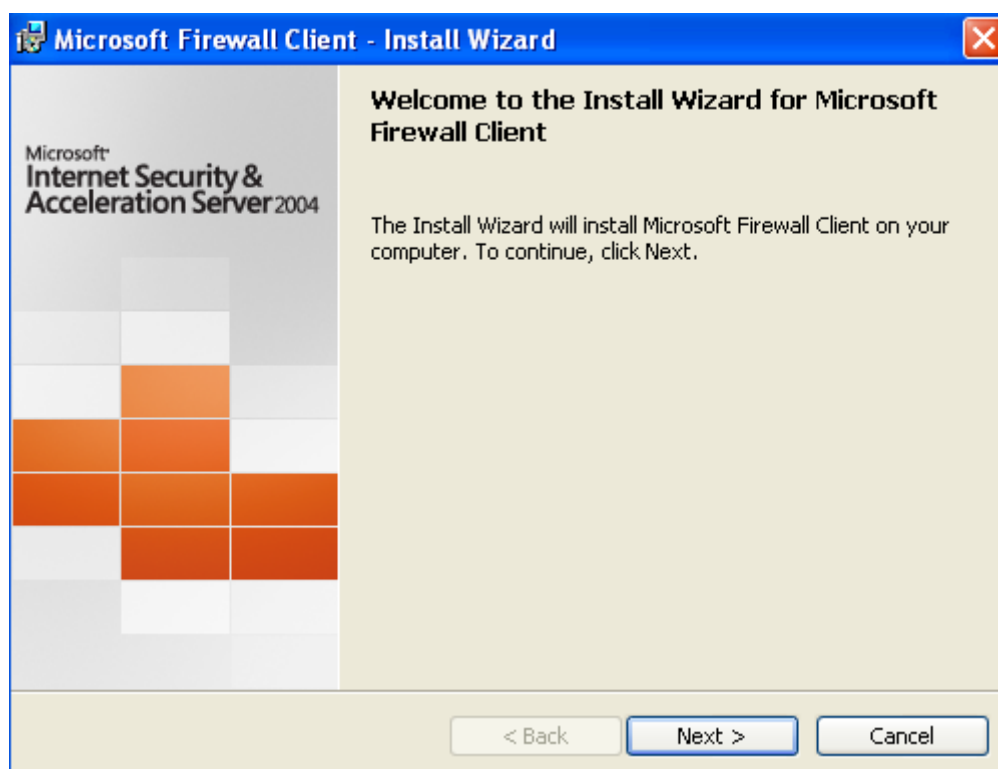 Microsoft Firewall Client - Install Wizard
Welcome to the Install Wizard for Microsoft
Firewall Client
Microsoft
Internet Security &
Acceleration Server 2004
The Install Wizard will install Microsoft Firewall Client on your
computer. To continue, click Next.
< Back
Next >
Cancel